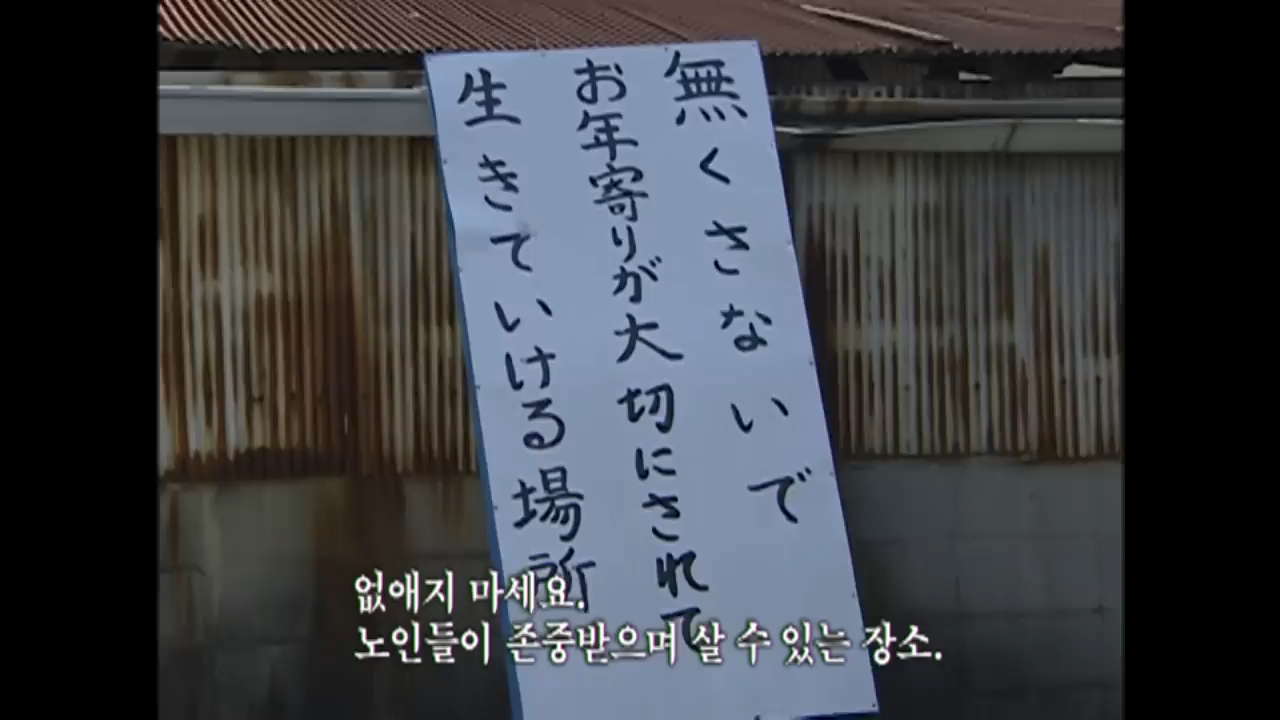 無くさないで
お年寄りが大切にされて
生きていける場所
없애지 마세요.
노인들이 존중받으며 살 수 있는 장소.